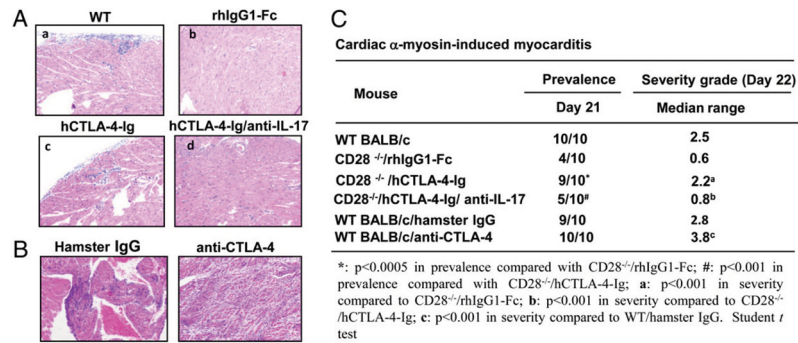 A
WT
rhIgG1-Fc
a
b
hCTLA-4-Ig
hCTLA-4-Ig/anti-IL-17
c
d
B
Hamster IgG
anti-CTLA-4
C
Cardiac α-myosin-induced myocarditis
Mouse
Prevalence
Severity grade (Day 22)
Day 21
Median range
WT BALB/c 10/10 2.5
CD28 -/-/rhIgG1-Fc 4/10 0.6
CD28 -/- /hCTLA-4-Ig 9/10* 2.2a
CD28-/-/hCTLA-4-Ig/ anti-IL-17 5/10# 0.8b
WT BALB/c/hamster IgG 9/10 2.8
WT BALB/c/anti-CTLA-4 10/10 3.8c
*: p<0.0005 in prevalence compared with CD28-/-/rhIgG1-Fc; #: p<0.001 in
prevalence compared with CD28-/-/hCTLA-4-Ig; a: p<0.001 in severity
compared to CD28-/-/rhIgG1-Fc; b: p<0.001 in severity compared to CD28-/-
/hCTLA-4-Ig; c: p<0.001 in severity compared to WT/hamster IgG. Student t
test